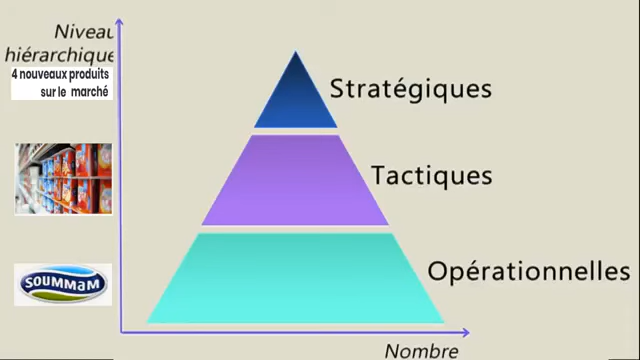 Niveau
hiérarchique
4 nouveaux produits
sur le marché
Stratégiques
Tactiques
SOUMMaM
Opérationnelles
Nombre